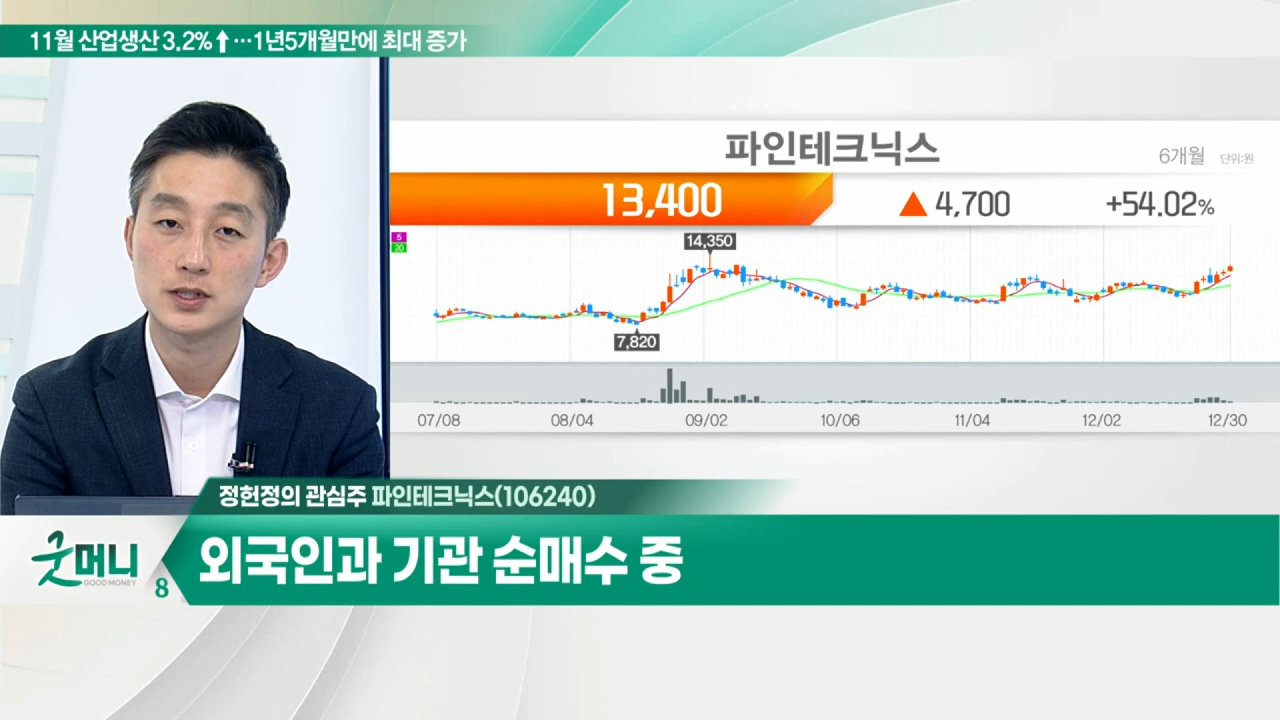 11월 산업생산 3.2%⬆…1년5개월만에 최대 증가
파인테크닉스
6개월 단위:원
13,400 ▲ 4,700 +54.02%
5
20
14,350
7,820
07/08 08/04 09/02 10/06 11/04 12/02 12/30
정헌정의 관심주 파인테크닉스(106240)
굿머니
GOOD MONEY
8
외국인과 기관 순매수 중